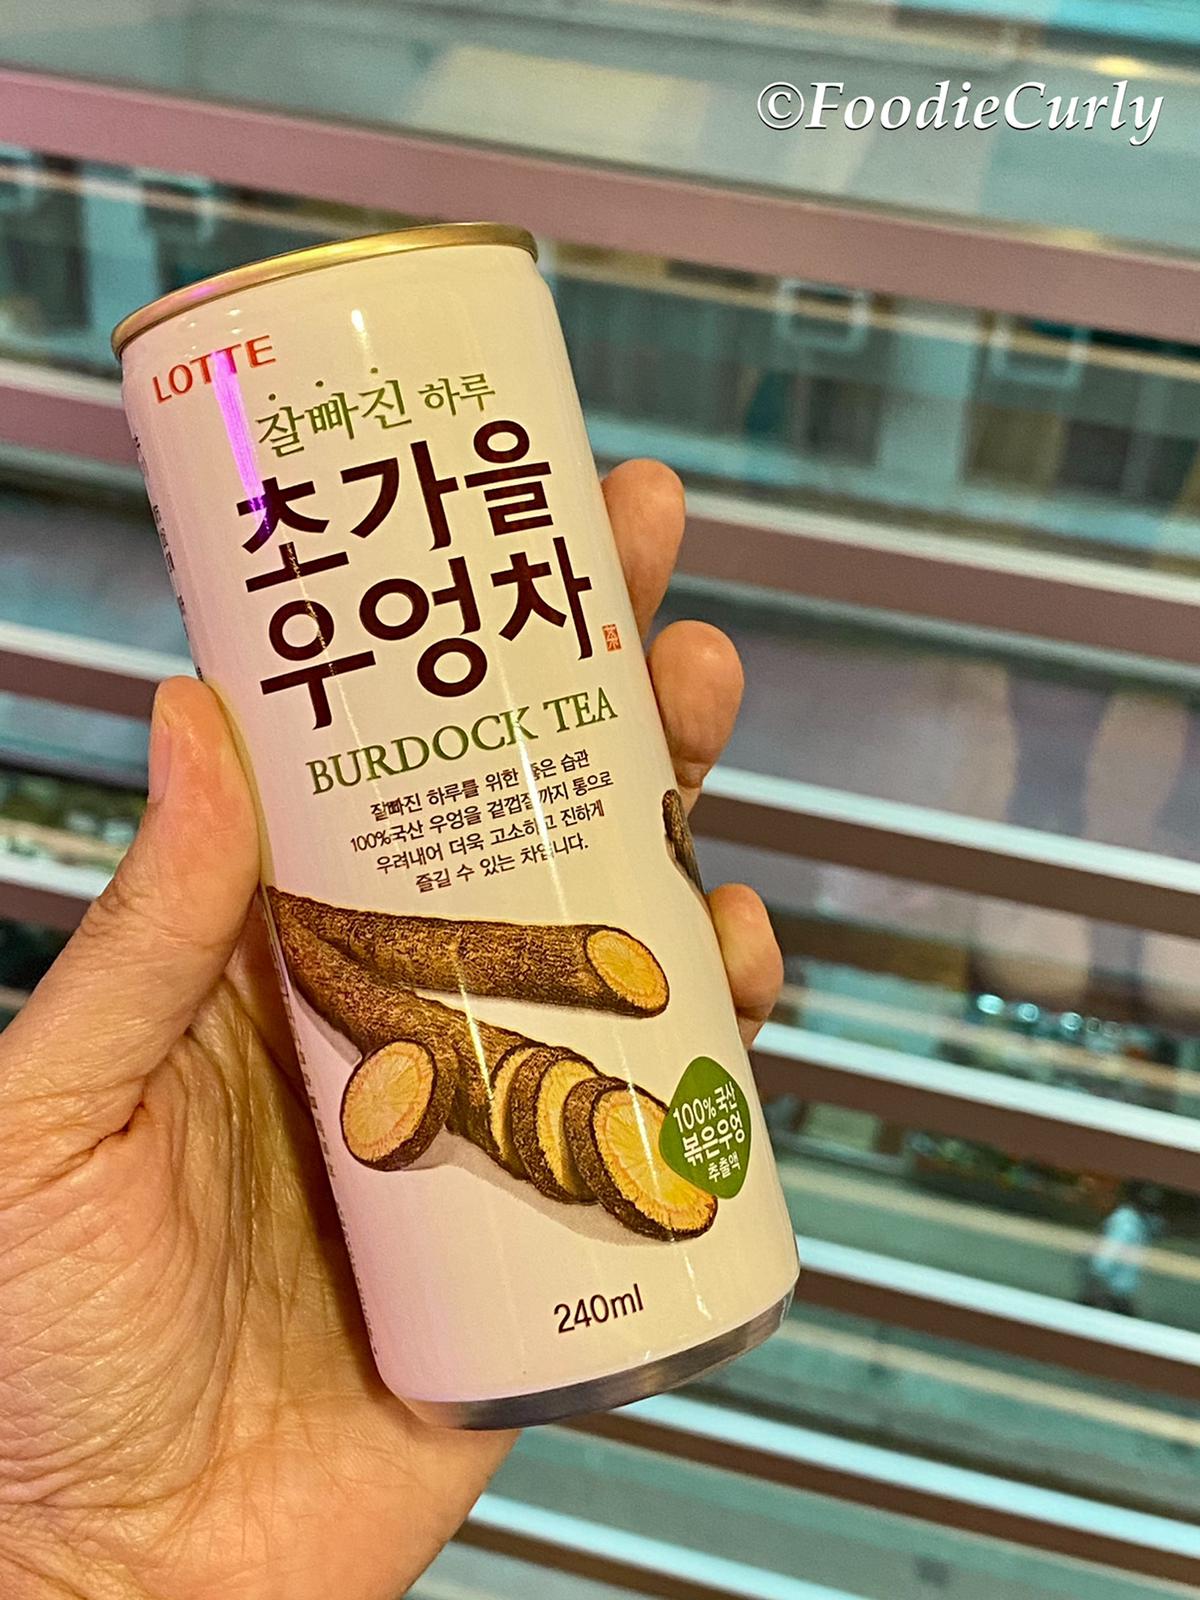 ©FoodieCurly
LOTTE
잘빠진 하루
초가을
우엉차
茶
BURDOCK TEA
잘빠진 하루를 위한 좋은 습관
100%국산 우엉을 겉껍질까지 통으로
우려내어 더욱 고소하고 진하게
즐길 수 있는 차입니다.
100% 국산
볶은우엉
추출액
240ml